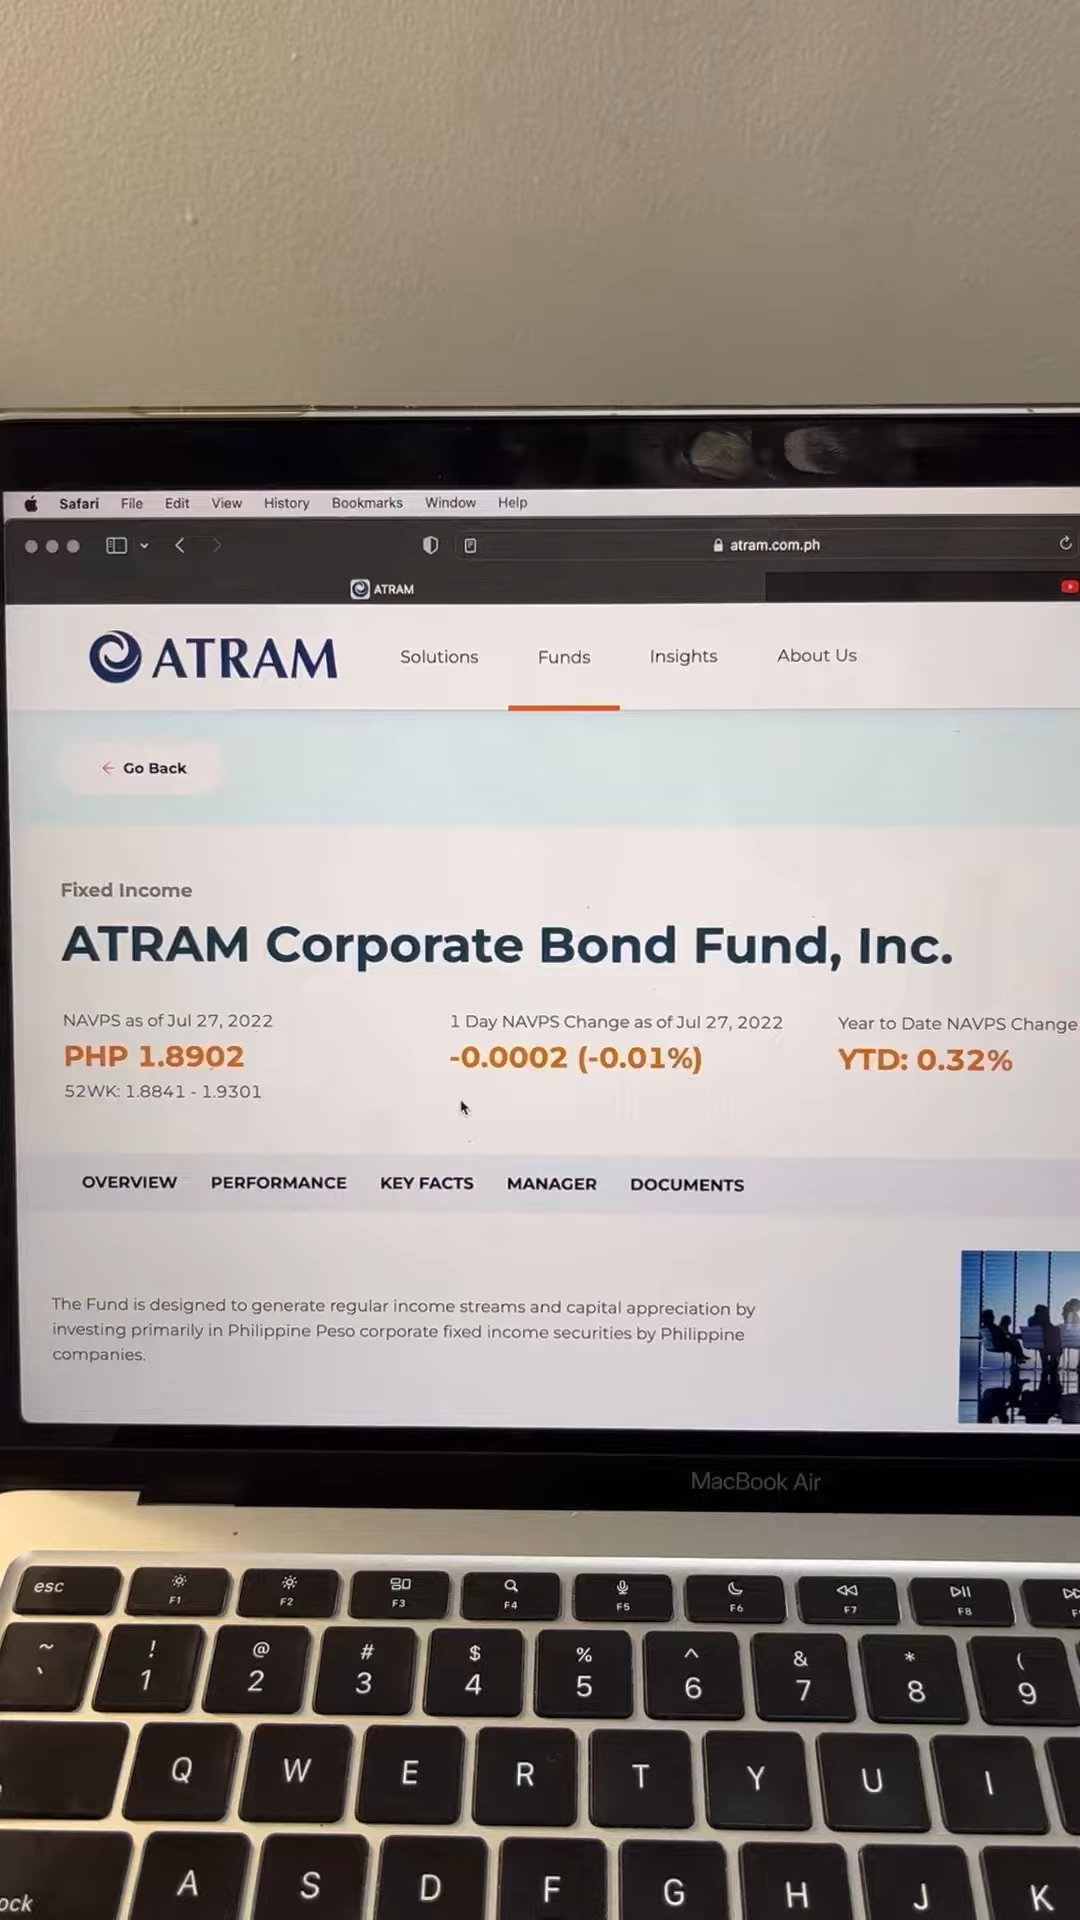 Safari File Edit View History Bookmarks Window Help
atram.com.ph
ATRAM
ATRAM Solutions Funds Insights About Us
← Go Back
Fixed Income
ATRAM Corporate Bond Fund, Inc.
NAVPS as of Jul 27, 2022
PHP 1.8902
52WK: 1.8841 - 1.9301
1 Day NAVPS Change as of Jul 27, 2022
-0.0002 (-0.01%)
Year to Date NAVPS Change
YTD: 0.32%
OVERVIEW PERFORMANCE KEY FACTS MANAGER DOCUMENTS
The Fund is designed to generate regular income streams and capital appreciation by
investing primarily in Philippine Peso corporate fixed income securities by Philippine
companies.
MacBook Air
esc F1 F2 F3 F4 F5 F6 F7 F8
~ ! @ # $ % ^ & * (
` 1 2 3 4 5 6 7 8 9
Q W E R T Y U I
A S D F G H J K